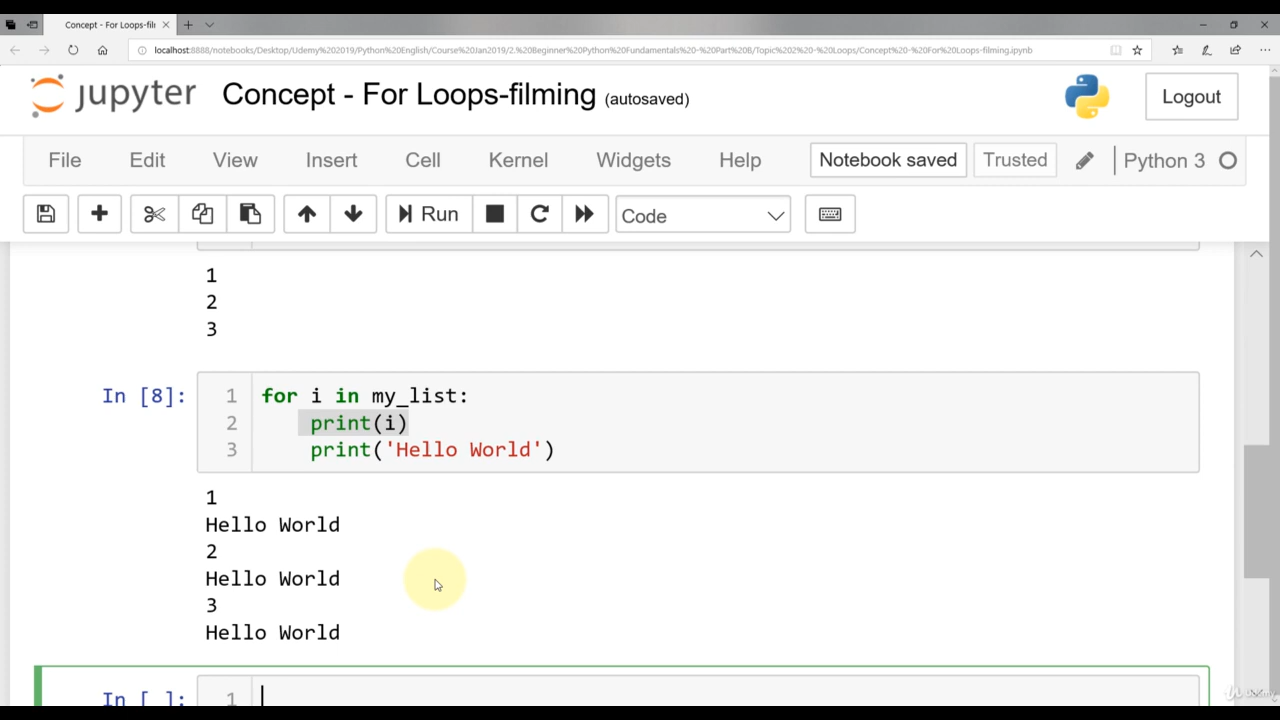 Concept - For Loops-filn
localhost:8888/notebooks/Desktop/Udemy%202019/Python%20English/Course%20Jan2019/2.%20Beginner%20Python%20Fundamentals%20-%20Part%20B/Topic%202%20-%20Loops/Concept%20-%20For%20Loops-filming.ipynb
jupyter Concept - For Loops-filming (autosaved)
Logout
File Edit View Insert Cell Kernel Widgets Help Notebook saved Trusted Python 3
Run Code
1
2
3
In [8]:
1 for i in my_list:
2 print(i)
3 print('Hello World')
1
Hello World
2
Hello World
3
Hello World
In [ ]: 1
Udemy